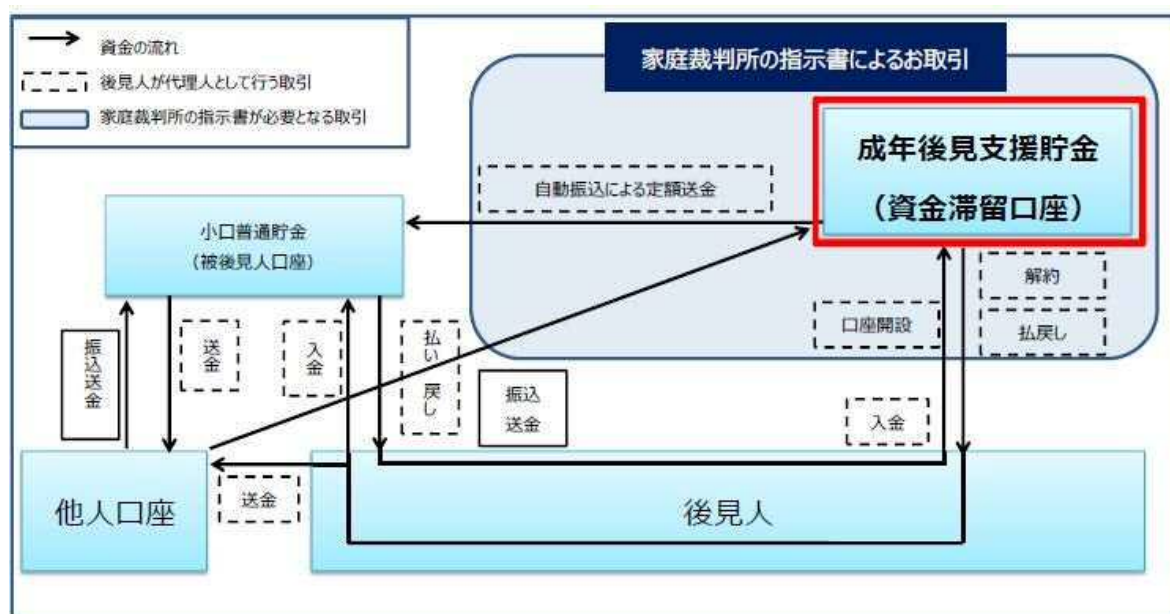 資金の流れ
後見人が代理人として行う取引
家庭裁判所の指示書が必要となる取引
家庭裁判所の指示書によるお取引
成年後見支援貯金
（資金滞留口座）
自動振込による定額送金
小口普通貯金
（被後見人口座）
解約
口座開設
払戻し
振込送金
送金
入金
払い戻し
振込
送金
入金
送金
他人口座
後見人